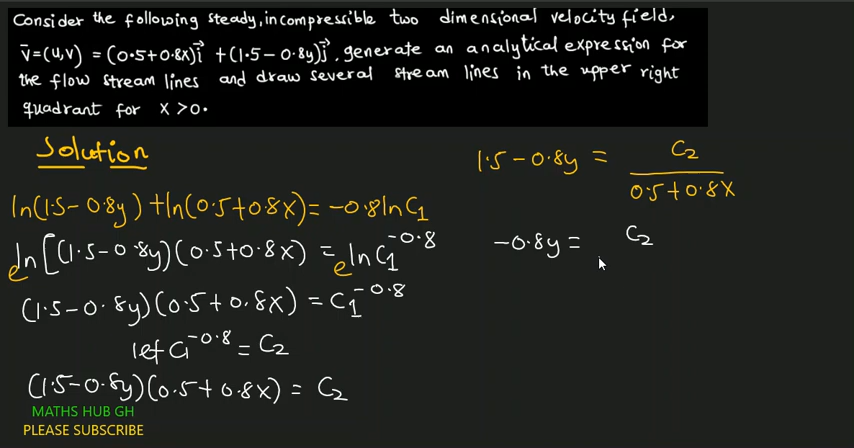 Consider the following steady, incompressible two dimensional velocity field,
v⃗=(u,v) = (0.5+0.8x)i⃗ +(1.5-0.8y)j⃗, generate an analytical expression for
the flow stream lines and draw several stream lines in the upper right
quadrant for x >0.
Solution
ln(1.5-0.8y)+ln(0.5+0.8x)=-0.8lnC₁
e^ln[(1.5-0.8y)(0.5+0.8x) = e^lnC₁^-0.8
(1.5-0.8y)(0.5+0.8x)= C₁^-0.8
let C₁^-0.8 = C₂
(1.5-0.8y)(0.5+0.8x) = C₂
1.5-0.8y = C₂/(0.5+0.8x)
-0.8y = C₂
MATHS HUB GH
PLEASE SUBSCRIBE